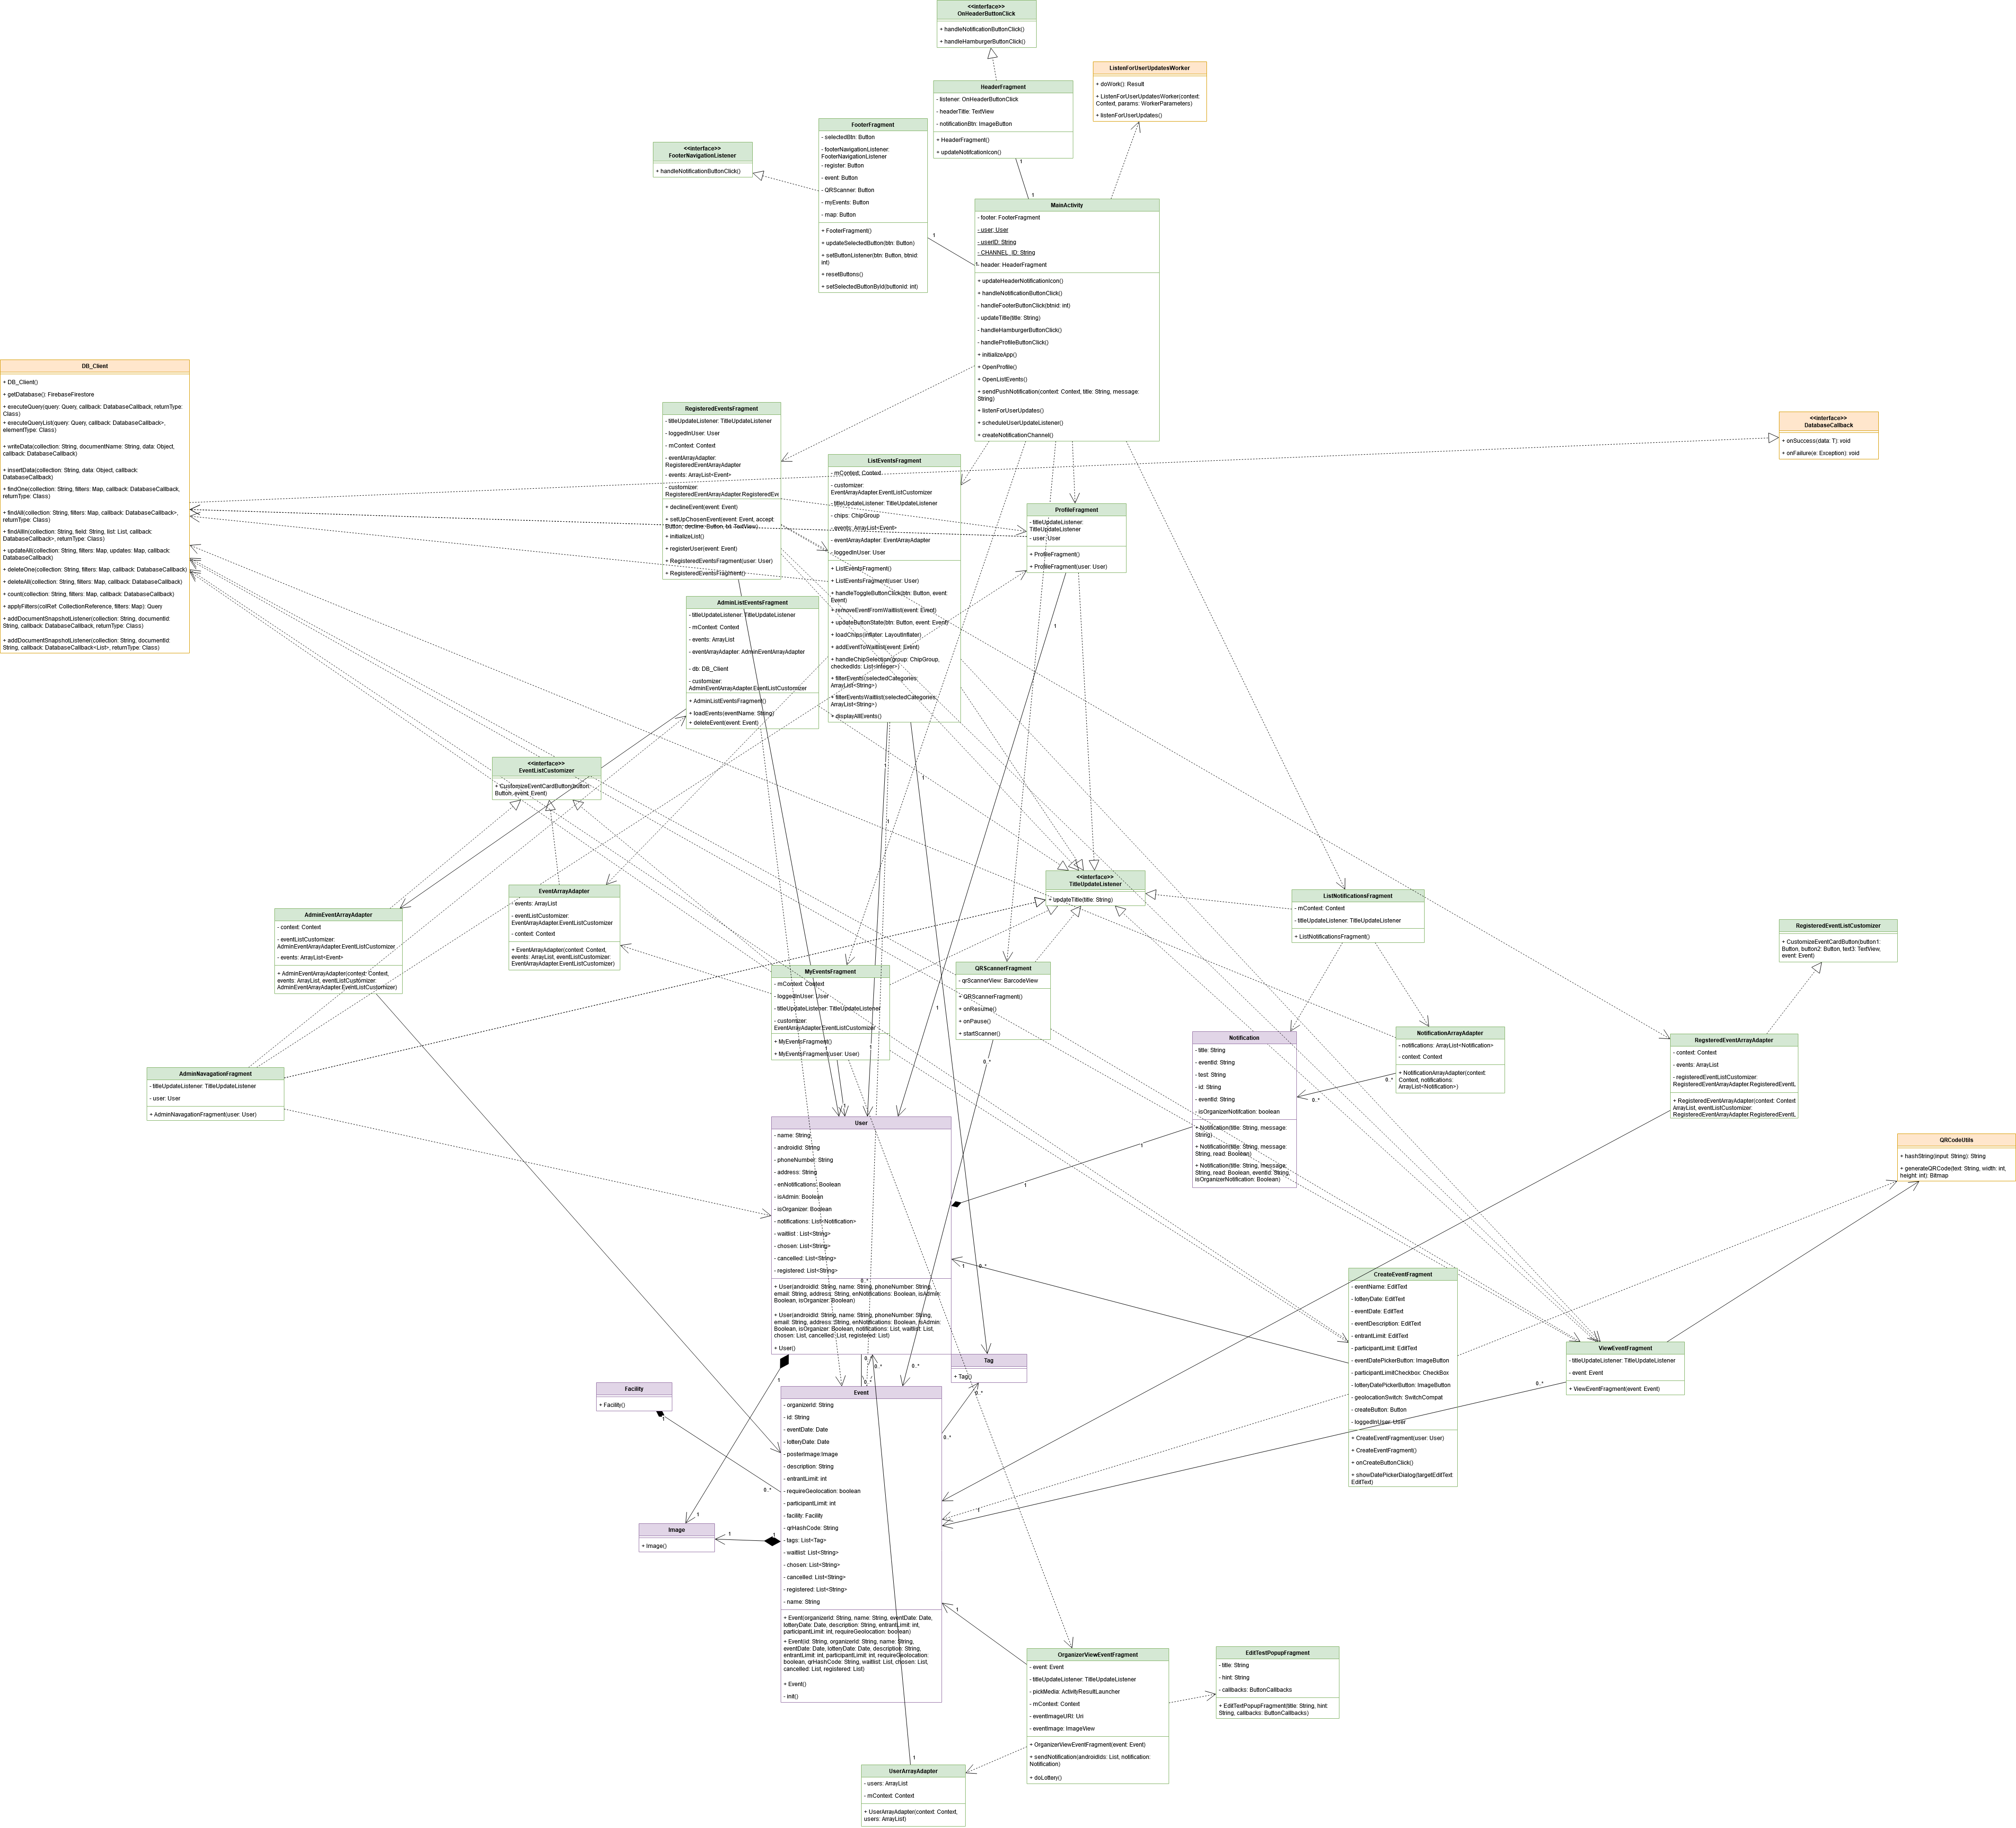 <<interface>>
OnHeaderButtonClick
+ handleNotificationButtonClick()
+ handleHamburgerButtonClick()
ListenForUserUpdatesWorker
+ doWork(): Result
+ ListenForUserUpdatesWorker(context:
Context, params: WorkerParameters)
+ listenForUserUpdates()
HeaderFragment
- listener: OnHeaderButtonClick
- headerTitle: TextView
- notificationBtn: ImageButton
+ HeaderFragment()
+ updateNotifcationIcon()
1
1
FooterFragment
- selectedBtn: Button
- footerNavigationListener:
FooterNavigationListener
- register: Button
- event: Button
- QRScanner: Button
- myEvents: Button
- map: Button
+ FooterFragment()
+ updateSelectedButton(btn: Button)
+ setButtonListener(btn: Button, btnid:
int)
+ resetButtons()
+ setSelectedButtonById(buttonId: int)
1
1
<<interface>>
FooterNavigationListener
+ handleNotificationButtonClick()
MainActivity
- footer: FooterFragment
- user: User
- userID: String
- CHANNEL_ID: String
- header: HeaderFragment
+ updateHeaderNotificationIcon()
+ handleNotificationButtonClick()
- handleFooterButtonClick(btnid: int)
- updateTitle(title: String)
- handleHamburgerButtonClick()
- handleProfileButtonClick()
+ initializeApp()
+ OpenProfile()
+ OpenListEvents()
+ sendPushNotification(context: Context, title: String, message:
String)
+ listenForUserUpdates()
+ scheduleUserUpdateListener()
+ createNotificationChannel()
DB_Client
+ DB_Client()
+ getDatabase(): FirebaseFirestore
+ executeQuery(query: Query, callback: DatabaseCallback, returnType:
Class)
+ executeQueryList(query: Query, callback: DatabaseCallback>,
elementType: Class)
+ writeData(collection: String, documentName: String, data: Object,
callback: DatabaseCallback)
+ insertData(collection: String, data: Object, callback:
DatabaseCallback)
+ findOne(collection: String, filters: Map, callback: DatabaseCallback,
returnType: Class)
+ findAll(collection: String, filters: Map, callback: DatabaseCallback>,
returnType: Class)
+ findAllIn(collection: String, field: String, list: List, callback:
DatabaseCallback>, returnType: Class)
+ updateAll(collection: String, filters: Map, updates: Map, callback:
DatabaseCallback)
+ deleteOne(collection: String, filters: Map, callback: DatabaseCallback)
+ deleteAll(collection: String, filters: Map, callback: DatabaseCallback)
+ count(collection: String, filters: Map, callback: DatabaseCallback)
+ applyFilters(colRef: CollectionReference, filters: Map): Query
+ addDocumentSnapshotListener(collection: String, documentId:
String, callback: DatabaseCallback, returnType: Class)
+ addDocumentSnapshotListener(collection: String, documentId:
String, callback: DatabaseCallback<List>, returnType: Class)
<<interface>>
DatabaseCallback
+ onSuccess(data: T): void
+ onFailure(e: Exception): void
RegisteredEventsFragment
- titleUpdateListener: TitleUpdateListener
- loggedInUser: User
- mContext: Context
- eventArrayAdapter:
RegisteredEventArrayAdapter
- events: ArrayList<Event>
- customizer:
RegisteredEventArrayAdapter.RegisteredEve
+ declineEvent(event: Event)
+ setUpChosenEvent(event: Event, accept
Button, decline: Button, txt: TextView)
+ initializeList()
+ registerUser(event: Event)
+ RegisteredEventsFragment(user: User)
+ RegisteredEventsFragment()
ListEventsFragment
- mContext: Context
- customizer:
EventArrayAdapter.EventListCustomizer
- titleUpdateListener: TitleUpdateListener
- chips: ChipGroup
- events: ArrayList<Event>
- eventArrayAdapter: EventArrayAdapter
- loggedInUser: User
+ ListEventsFragment()
+ ListEventsFragment(user: User)
+ handleToggleButtonClick(btn: Button, event:
Event)
+ removeEventFromWaitlist(event: Event)
+ updateButtonState(btn: Button, event: Event)
+ loadChips(inflater: LayoutInflater)
+ addEventToWaitlist(event: Event)
+ handleChipSelection(group: ChipGroup,
checkedIds: List<Integer>)
+ filterEvents(selectedCategories:
ArrayList<String>)
+ filterEventsWaitlist(selectedCategories:
ArrayList<String>)
+ displayAllEvents()
ProfileFragment
- titleUpdateListener:
TitleUpdateListener
- user: User
+ ProfileFragment()
+ ProfileFragment(user: User)
1
AdminListEventsFragment
- titleUpdateListener: TitleUpdateListener
- mContext: Context
- events: ArrayList
- eventArrayAdapter: AdminEventArrayAdapter
- db: DB_Client
- customizer:
AdminEventArrayAdapter.EventListCustomizer
+ AdminListEventsFragment()
+ loadEvents(eventName: String)
+ deleteEvent(event: Event)
<<interface>>
EventListCustomizer
+ CustomizeEventCardButton(button:
Button, event: Event)
1
1
1
EventArrayAdapter
- events: ArrayList
- eventListCustomizer:
EventArrayAdapter.EventListCustomizer
- context: Context
+ EventArrayAdapter(context: Context,
events: ArrayList, eventListCustomizer:
EventArrayAdapter.EventListCustomizer)
AdminEventArrayAdapter
- context: Context
- eventListCustomizer:
AdminEventArrayAdapter.EventListCustomizer
- events: ArrayList<Event>
+ AdminEventArrayAdapter(context: Context,
events: ArrayList, eventListCustomizer:
AdminEventArrayAdapter.EventListCustomizer)
<<interface>>
TitleUpdateListener
+ updateTitle(title: String)
ListNotificationsFragment
- mContext: Context
- titleUpdateListener: TitleUpdateListener
+ ListNotificationsFragment()
RegisteredEventListCustomizer
+ CustomizeEventCardButton(button1:
Button, button2: Button, text3: TextView,
event: Event)
MyEventsFragment
- mContext: Context
- loggedInUser: User
- titleUpdateListener: TitleUpdateListener
- customizer:
EventArrayAdapter.EventListCustomizer
+ MyEventsFragment()
+ MyEventsFragment(user: User)
QRScannerFragment
- qrScannerView: BarcodeView
+ QRScannerFragment()
+ onResume()
+ onPause()
+ startScanner()
1
1
0..*
Notification
- title: String
- eventId: String
- test: String
- id: String
- eventId: String
- isOrganizerNotifcation: boolean
+ Notification(title: String, message:
String)
+ Notification(title: String, message:
String, read: Boolean)
+ Notification(title: String, message:
String, read: Boolean, eventId: String,
isOrganizerNotification: Boolean)
NotificationArrayAdapter
- notifications: ArrayList<Notification>
- context: Context
+ NotificationArrayAdapter(context:
Context, notifications:
ArrayList<Notification>)
0..*
0..*
RegsteredEventArrayAdapter
- context: Context
- events: ArrayList
- registeredEventListCustomizer:
RegisteredEventArrayAdapter.RegisteredEventL
+ RegisteredEventArrayAdapter(context: Context
ArrayList, eventListCustomizer:
RegisteredEventArrayAdapter.RegisteredEventL
AdminNavagationFragment
- titleUpdateListener: TitleUpdateListener
- user: User
+ AdminNavagationFragment(user: User)
1
User
- name: String
- androidId: String
- phoneNumber: String
- address: String
- enNotifications: Boolean
- isAdmin: Boolean
- isOrganizer: Boolean
- notifications: List<Notification>
- waitlist : List<String>
- chosen: List<String>
- cancelled: List<String>
- registered: List<String>
+ User(androidId: String, name: String, phoneNumber: String,
email: String, address: String, enNotifications: Boolean, isAdmin:
Boolean, isOrganizer: Boolean)
+ User(androidId: String, name: String, phoneNumber: String,
email: String, address: String, enNotifications: Boolean, isAdmin:
Boolean, isOrganizer: Boolean, notifications: List, waitlist: List,
chosen: List, cancelled: List, registered: List)
+ User()
1
1
1
0..*
0..*
QRCodeUtils
+ hashString(input: String): String
+ generateQRCode(text: String, width: int,
height: int): Bitmap
CreateEventFragment
- eventName: EditText
- lotteryDate: EditText
- eventDate: EditText
- eventDescription: EditText
- entrantLimit: EditText
- participantLimit: EditText
- eventDatePickerButton: ImageButton
- participantLimitCheckbox: CheckBox
- lotteryDatePickerButton: ImageButton
- geolocationSwitch: SwitchCompat
- createButton: Button
- loggedInUser: User
+ CreateEventFragment(user: User)
+ CreateEventFragment()
+ onCreateButtonClick()
+ showDatePickerDialog(targetEditText:
EditText)
ViewEventFragment
- titleUpdateListener: TitleUpdateListener
- event: Event
+ ViewEventFragment(event: Event)
0..*
Tag
+ Tag()
0..*
0..*
Facility
+ Facility()
1
0..*
1
0..*
0..*
0..*
Event
- organizerId: String
- id: String
- eventDate: Date
- lotteryDate: Date
- posterImage:Image
- description: String
- entrantLimit: int
- requireGeolocation: boolean
- participantLimit: int
- facility: Facility
- qrHashCode: String
- tags: List<Tag>
- waitlist: List<String>
- chosen: List<String>
- cancelled: List<String>
- registered: List<String>
- name: String
+ Event(organizerId: String, name: String, eventDate: Date,
lotteryDate: Date, description: String, entrantLimit: int,
participantLimit: int, requireGeolocation: boolean)
+ Event(id: String, organizerId: String, name: String,
eventDate: Date, lotteryDate: Date, description: String,
entrantLimit: int, participantLimit: int, requireGeolocation:
boolean, qrHashCode: String, waitlist: List, chosen: List,
cancelled: List, registered: List)
+ Event()
- init()
Image
+ Image()
1
1
1
1
1
OrganizerViewEventFragment
- event: Event
- titleUpdateListener: TitleUpdateListener
- pickMedia: ActivityResultLauncher
- mContext: Context
- eventImageURI: Uri
- eventImage: ImageView
+ OrganizerViewEventFragment(event: Event)
+ sendNotification(androidIds: List, notification:
Notification)
+ doLottery()
EditTestPopupFragment
- title: String
- hint: String
- callbacks: ButtonCallbacks
+ EditTextPopupFragment(title: String, hint:
String, callbacks: ButtonCallbacks)
1
UserArrayAdapter
- users: ArrayList
- mContext: Context
+ UserArrayAdapter(context: Context,
users: ArrayList)